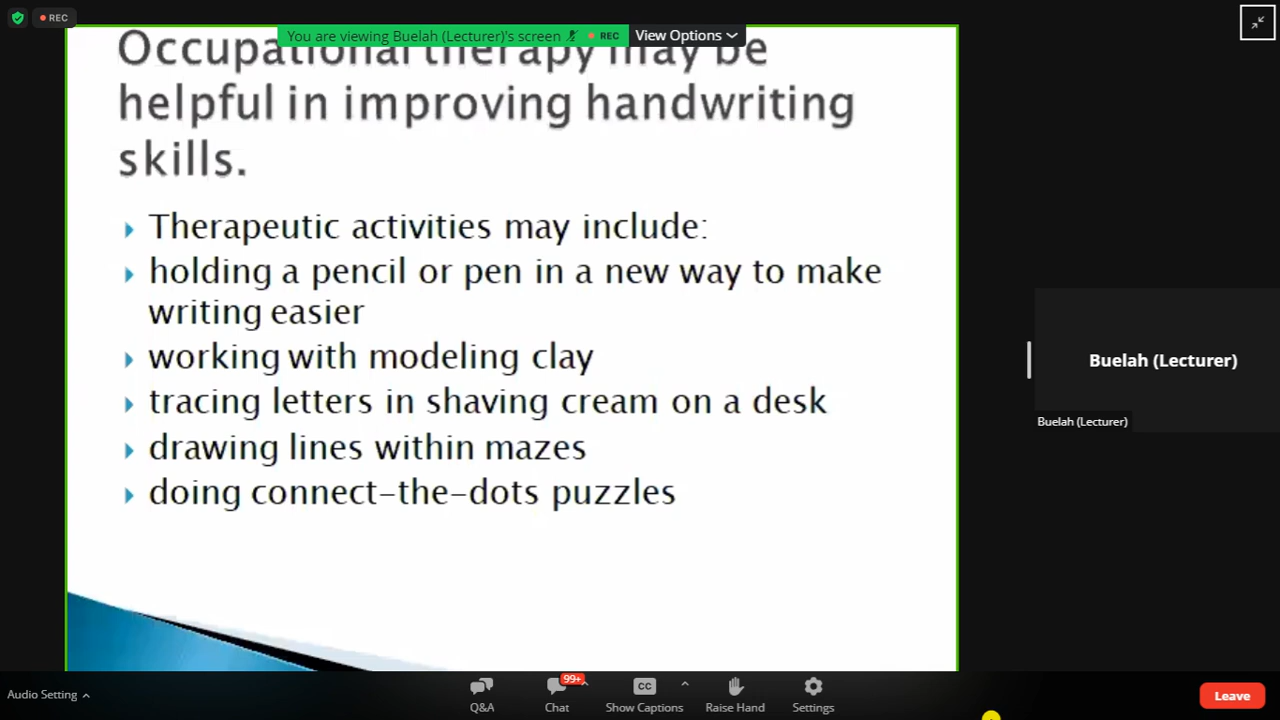 REC
You are viewing Buelah (Lecturer)'s screen REC View Options
Occupational therapy may be
helpful in improving handwriting
skills.
Therapeutic activities may include:
holding a pencil or pen in a new way to make
writing easier
working with modeling clay
tracing letters in shaving cream on a desk
drawing lines within mazes
doing connect-the-dots puzzles
Buelah (Lecturer)
Buelah (Lecturer)
Audio Setting
Q&A
99+
Chat
CC
Show Captions
Raise Hand
Settings
Leave